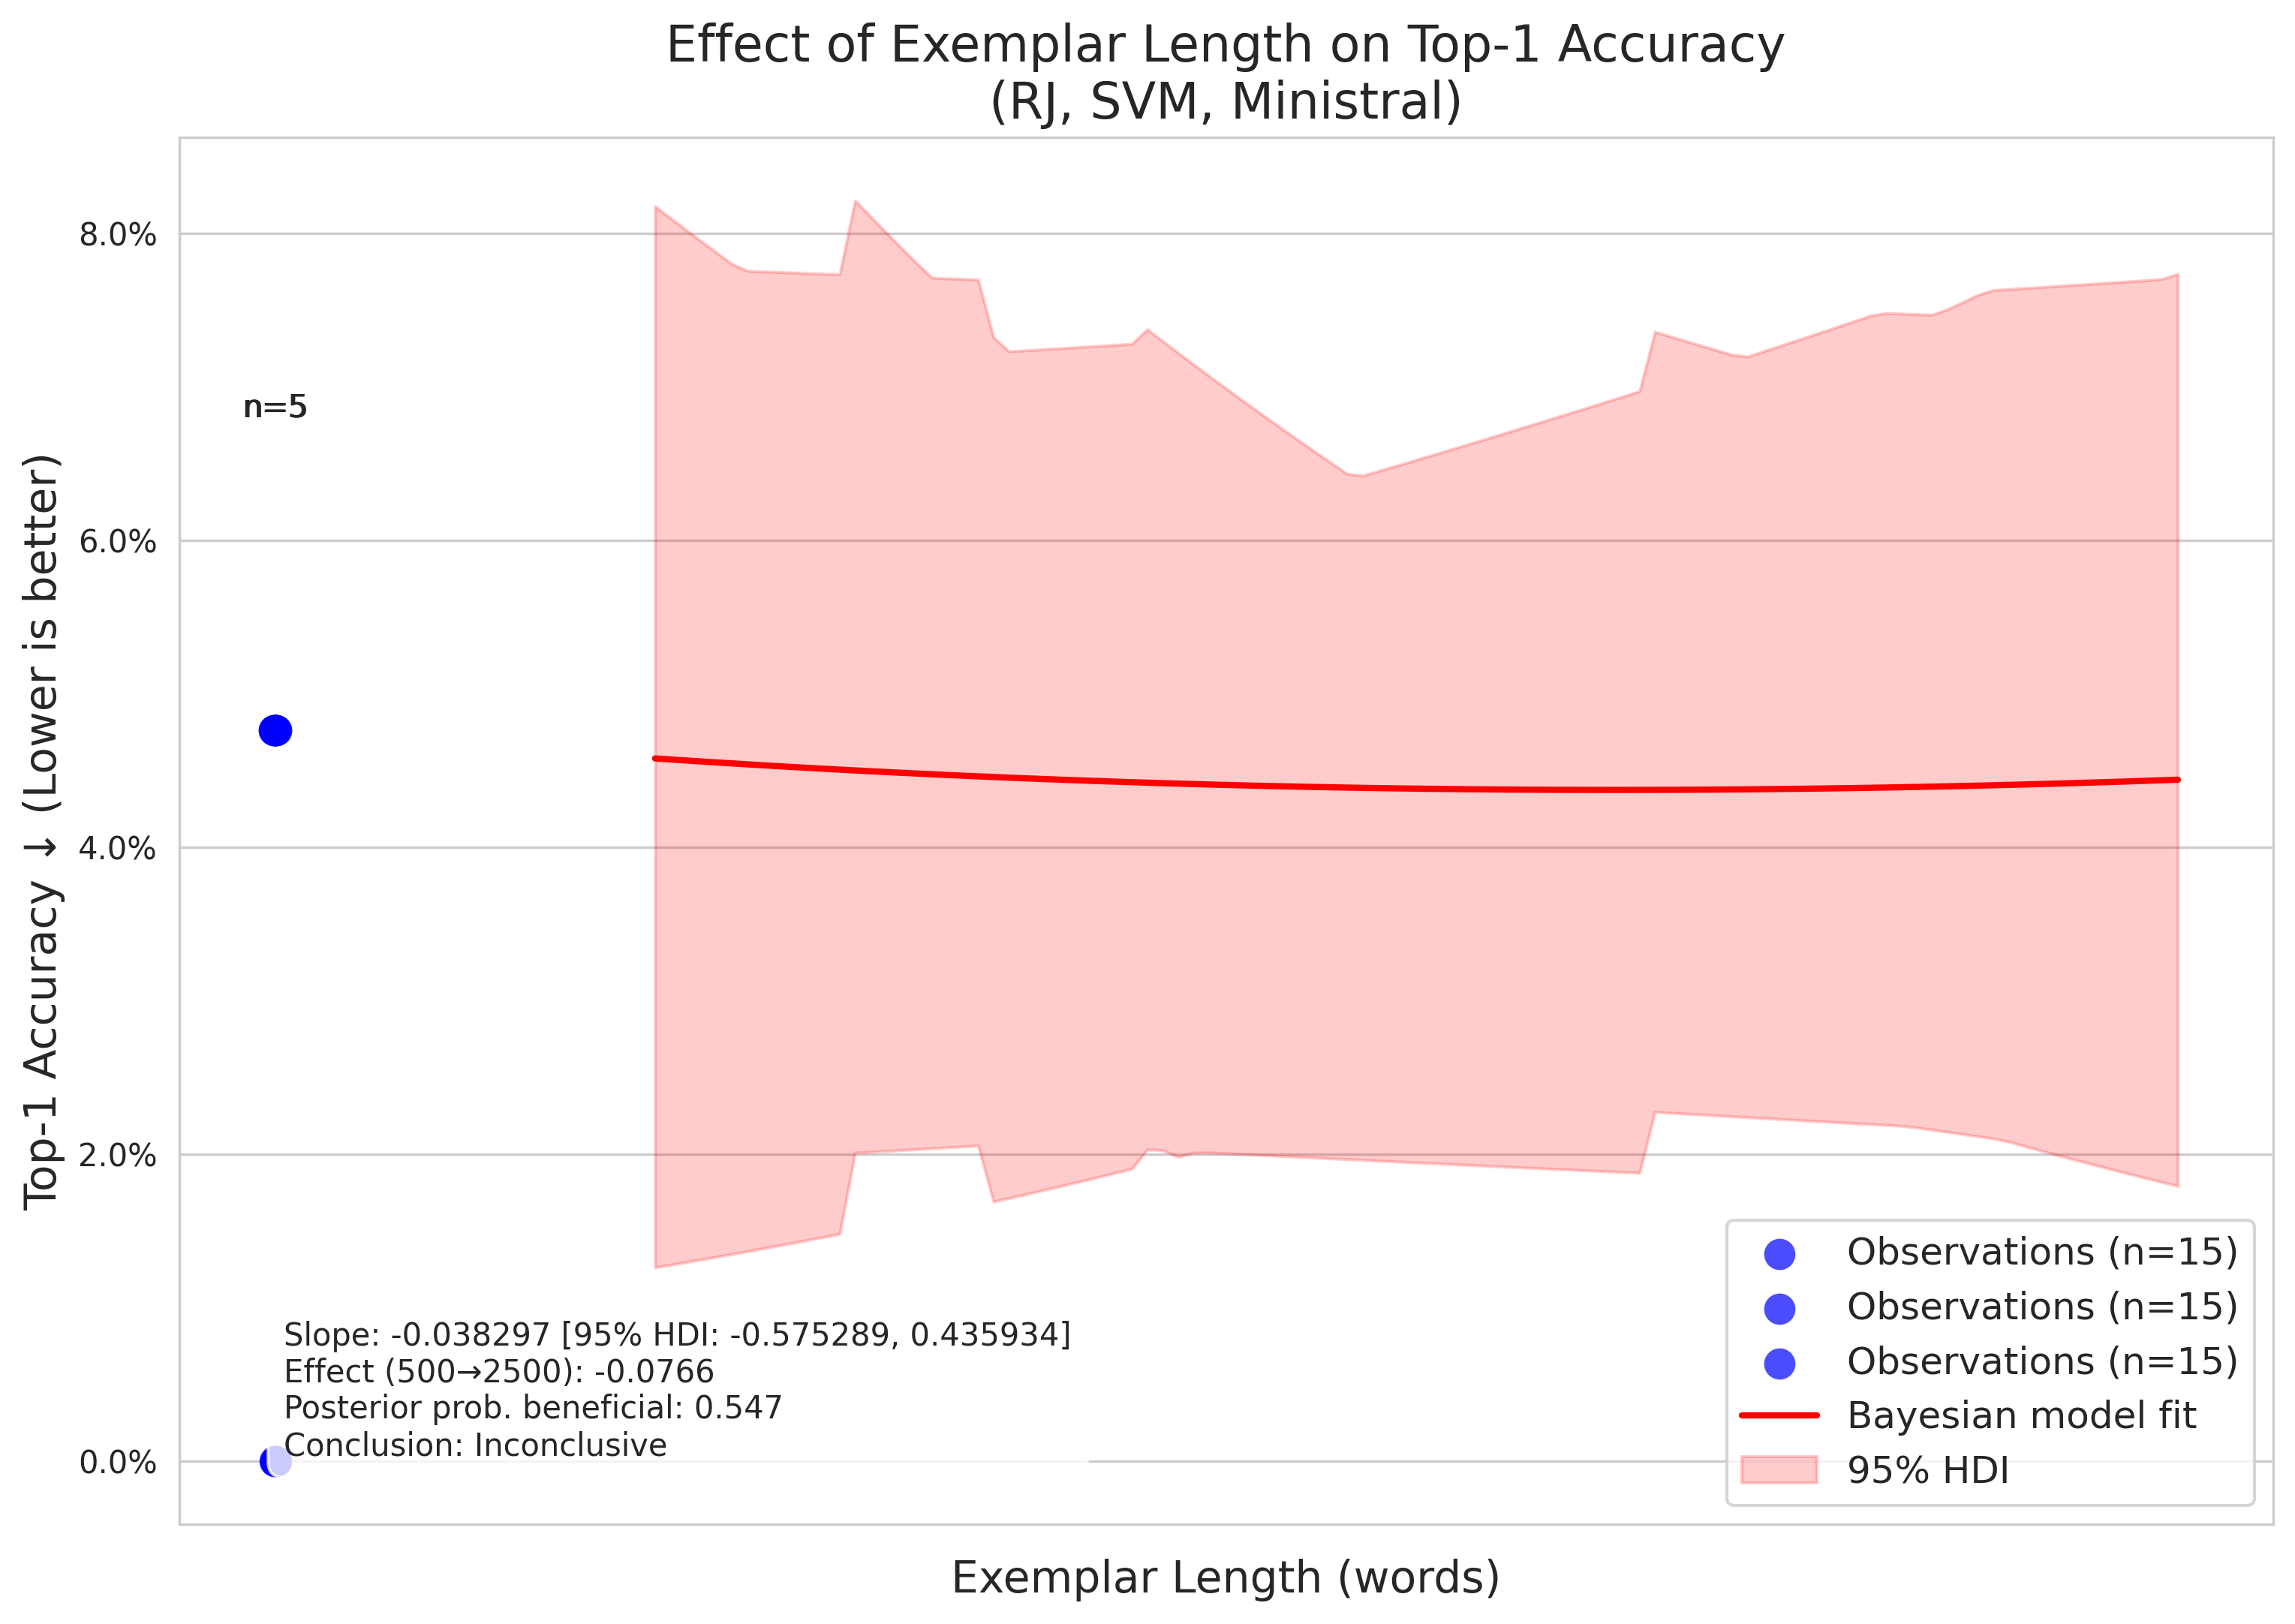 Effect of Exemplar Length on Top-1 Accuracy
(RJ, SVM, Ministral)
Top-1 Accuracy ↓ (Lower is better)
8.0%
6.0%
4.0%
2.0%
0.0%
n=5
Slope: -0.038297 [95% HDI: -0.575289, 0.435934]
Effect (500→2500): -0.0766
Posterior prob. beneficial: 0.547
Conclusion: Inconclusive
Observations (n=15)
Observations (n=15)
Observations (n=15)
Bayesian model fit
95% HDI
Exemplar Length (words)